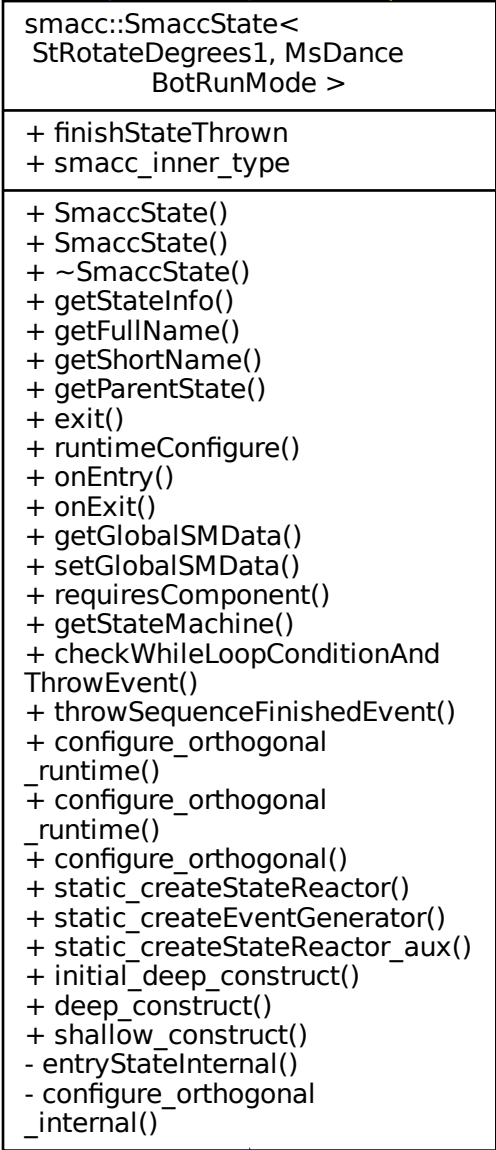 smacc::SmaccState<
StRotateDegrees1, MsDance
BotRunMode >
+ finishStateThrown
+ smacc_inner_type
+ SmaccState()
+ SmaccState()
+ ~SmaccState()
+ getStateInfo()
+ getFullName()
+ getShortName()
+ getParentState()
+ exit()
+ runtimeConfigure()
+ onEntry()
+ onExit()
+ getGlobalSMData()
+ setGlobalSMData()
+ requiresComponent()
+ getStateMachine()
+ checkWhileLoopConditionAnd
ThrowEvent()
+ throwSequenceFinishedEvent()
+ configure_orthogonal
_runtime()
+ configure_orthogonal
_runtime()
+ configure_orthogonal()
+ static_createStateReactor()
+ static_createEventGenerator()
+ static_createStateReactor_aux()
+ initial_deep_construct()
+ deep_construct()
+ shallow_construct()
- entryStateInternal()
- configure_orthogonal
_internal()